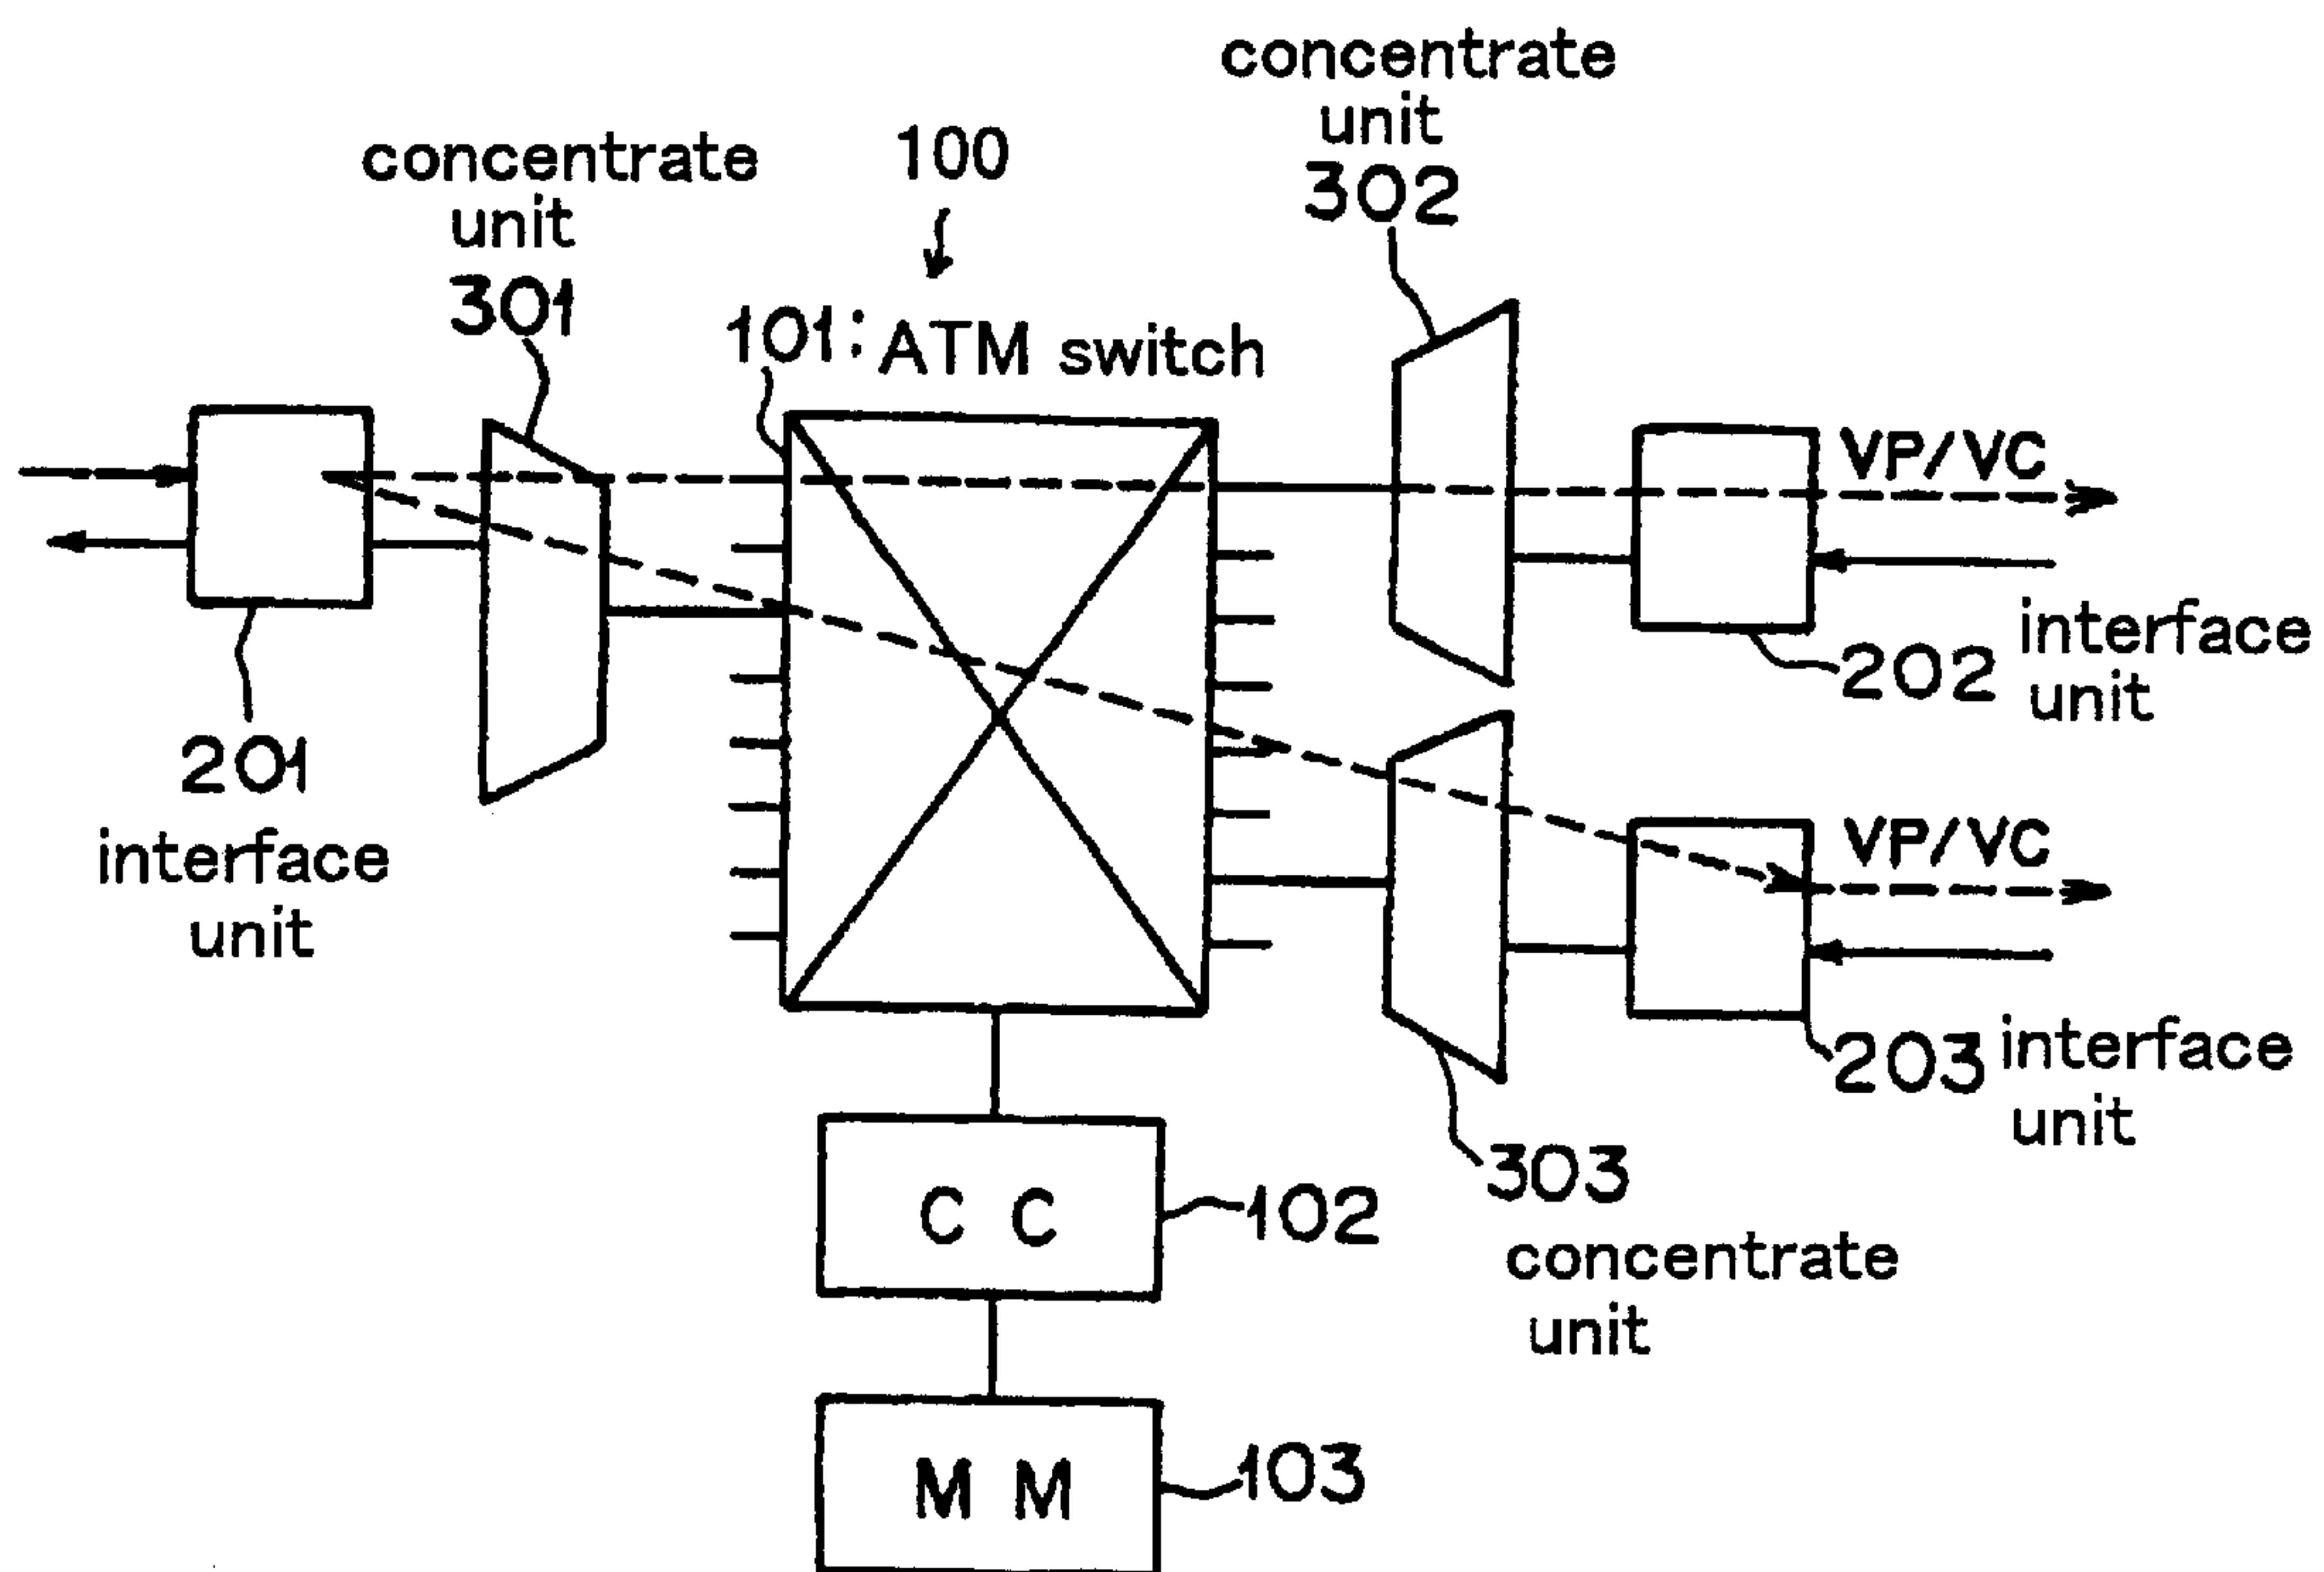 concentrate
unit
302
concentrate
unit
301
100
101: ATM switch
VP/VC
interface
unit
202
201
interface
unit
VP/VC
203
interface
unit
303
concentrate
unit
C C
102
M M
103